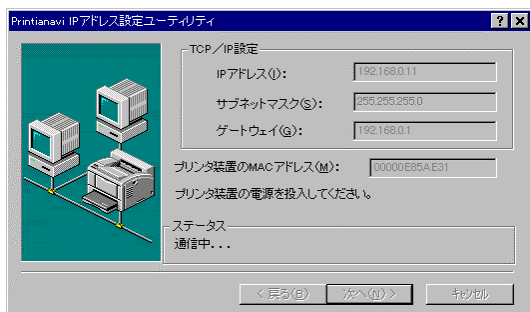 Printianavi IPアドレス設定ユーティリティ
TCP／IP設定
IPアドレス(I): 192.168.0.11
サブネットマスク(S): 255.255.255.0
ゲートウェイ(G): 192.168.0.1
プリンタ装置のMACアドレス(M): 00000E85AE31
プリンタ装置の電源を投入してください。
ステータス
通信中・・・
< 戻る(B) 次へ(N) > キャンセル